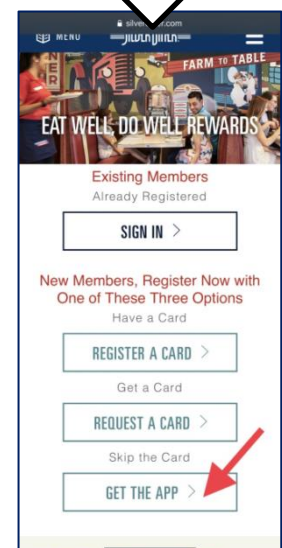 MENU
FARM TO TABLE
EAT WELL, DO WELL REWARDS
Existing Members
Already Registered
SIGN IN >
New Members, Register Now with
One of These Three Options
Have a Card
REGISTER A CARD >
Get a Card
REQUEST A CARD >
Skip the Card
GET THE APP >